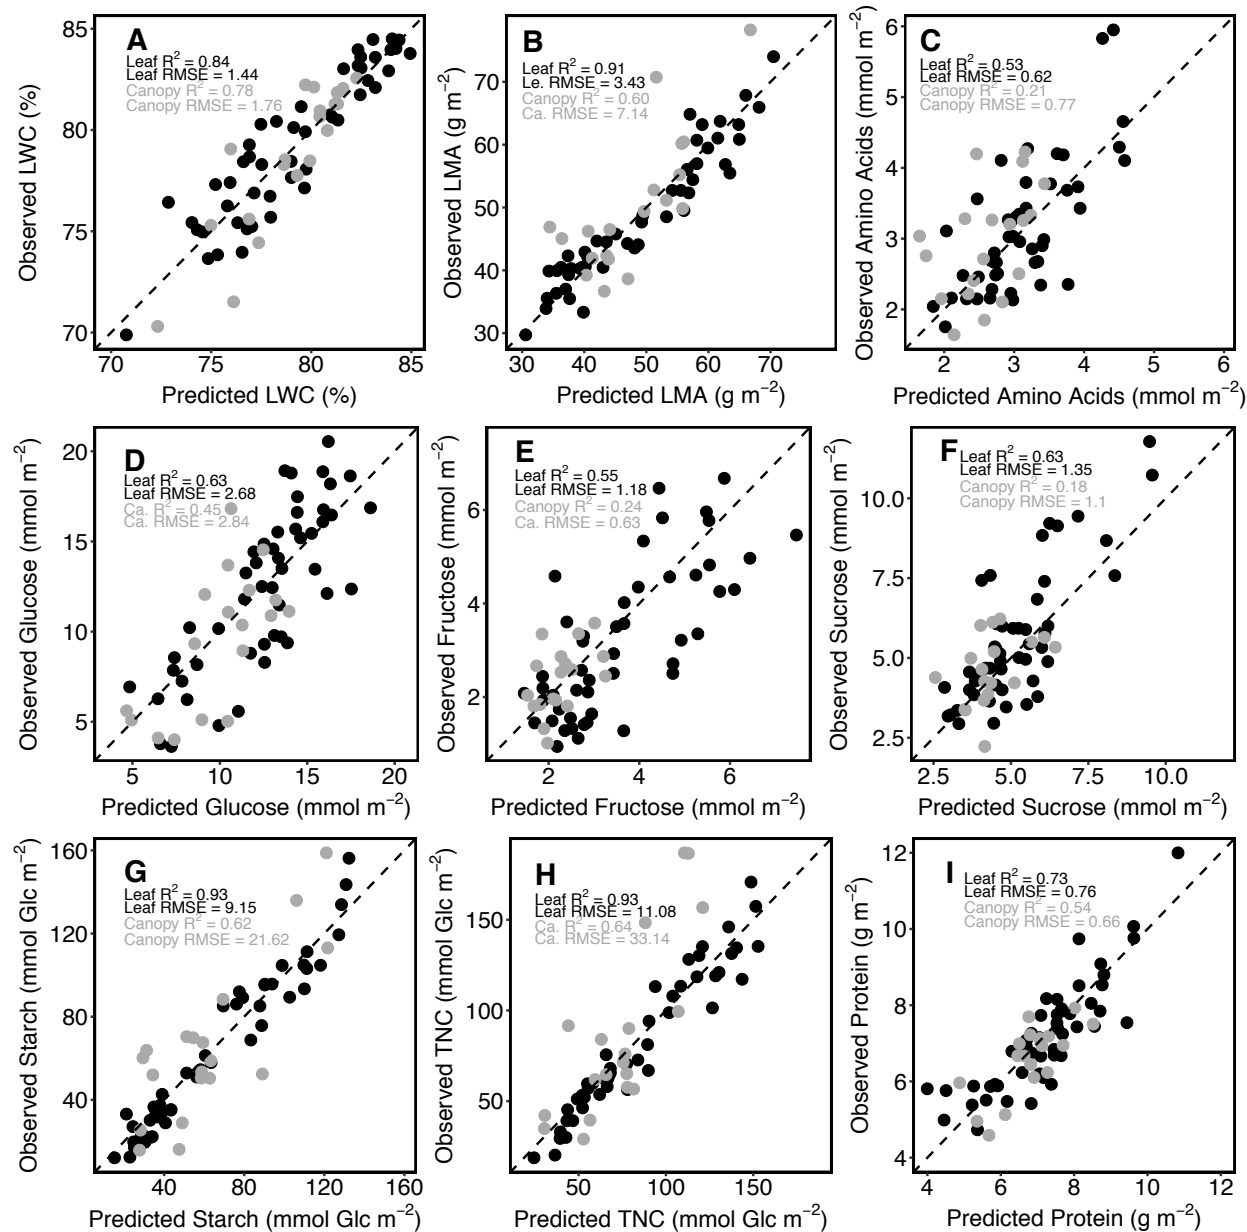 A
Leaf R² = 0.84
Leaf RMSE = 1.44
Canopy R² = 0.78
Canopy RMSE = 1.76
Observed LWC (%)
85
80
75
70
70 75 80 85
Predicted LWC (%)
B
Leaf R² = 0.91
Le. RMSE = 3.43
Canopy R² = 0.60
Ca. RMSE = 7.14
Observed LMA (g m⁻²)
70
60
50
40
30
30 40 50 60 70
Predicted LMA (g m⁻²)
C
Leaf R² = 0.53
Leaf RMSE = 0.62
Canopy R² = 0.21
Canopy RMSE = 0.77
Observed Amino Acids (mmol m⁻²)
6
5
4
3
2
2 3 4 5 6
Predicted Amino Acids (mmol m⁻²)
D
Leaf R² = 0.63
Leaf RMSE = 2.68
Ca. R² = 0.45
Ca. RMSE = 2.84
Observed Glucose (mmol m⁻²)
20
15
10
5
5 10 15 20
Predicted Glucose (mmol m⁻²)
E
Leaf R² = 0.55
Leaf RMSE = 1.18
Canopy R² = 0.24
Ca. RMSE = 0.63
Observed Fructose (mmol m⁻²)
6
4
2
2 4 6
Predicted Fructose (mmol m⁻²)
F
Leaf R² = 0.63
Leaf RMSE = 1.35
Canopy R² = 0.18
Canopy RMSE = 1.1
Observed Sucrose (mmol m⁻²)
10.0
7.5
5.0
2.5
2.5 5.0 7.5 10.0
Predicted Sucrose (mmol m⁻²)
G
Leaf R² = 0.93
Leaf RMSE = 9.15
Canopy R² = 0.62
Canopy RMSE = 21.62
Observed Starch (mmol Glc m⁻²)
160
120
80
40
40 80 120 160
Predicted Starch (mmol Glc m⁻²)
H
Leaf R² = 0.93
Leaf RMSE = 11.08
Ca. R² = 0.64
Ca. RMSE = 33.14
Observed TNC (mmol Glc m⁻²)
150
100
50
50 100 150
Predicted TNC (mmol Glc m⁻²)
I
Leaf R² = 0.73
Leaf RMSE = 0.76
Canopy R² = 0.54
Canopy RMSE = 0.66
Observed Protein (g m⁻²)
12
10
8
6
4
4 6 8 10 12
Predicted Protein (g m⁻²)